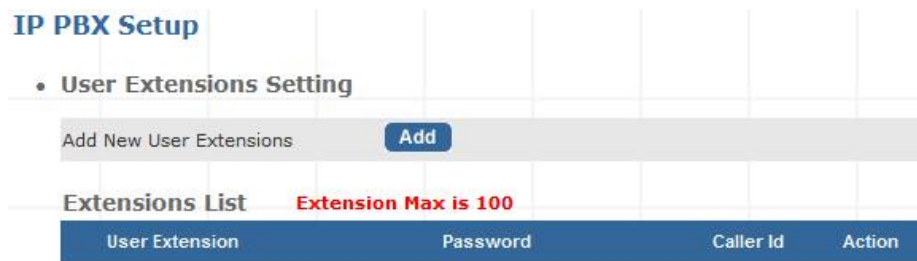 IP PBX Setup
• User Extensions Setting
Add New User Extensions Add
Extensions List Extension Max is 100
User Extension Password Caller Id Action